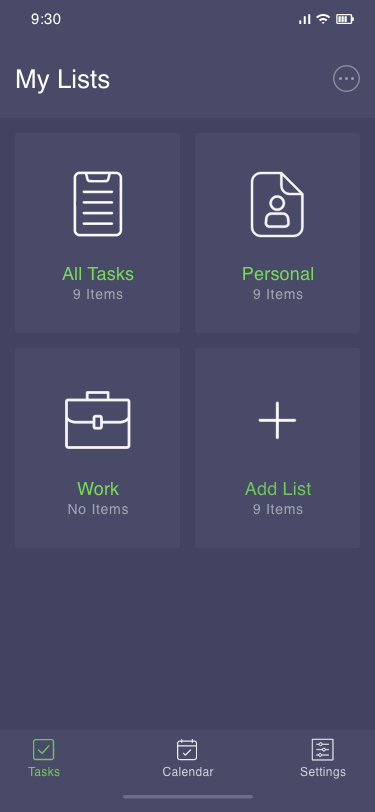 9:30
My Lists
All Tasks
9 Items
Personal
9 Items
Work
No Items
Add List
9 Items
Tasks
Calendar
Settings